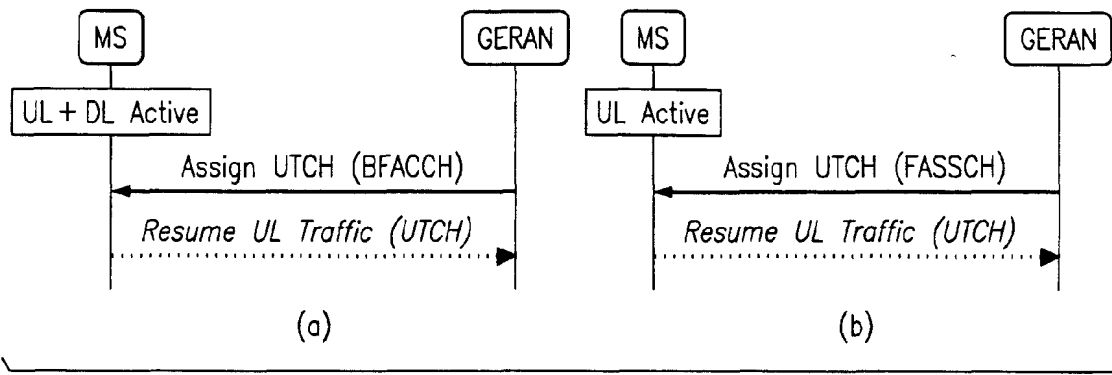 MS GERAN MS GERAN
UL + DL Active UL Active
Assign UTCH (BFACCH) Assign UTCH (FASSCH)
Resume UL Traffic (UTCH) Resume UL Traffic (UTCH)
(a) (b)